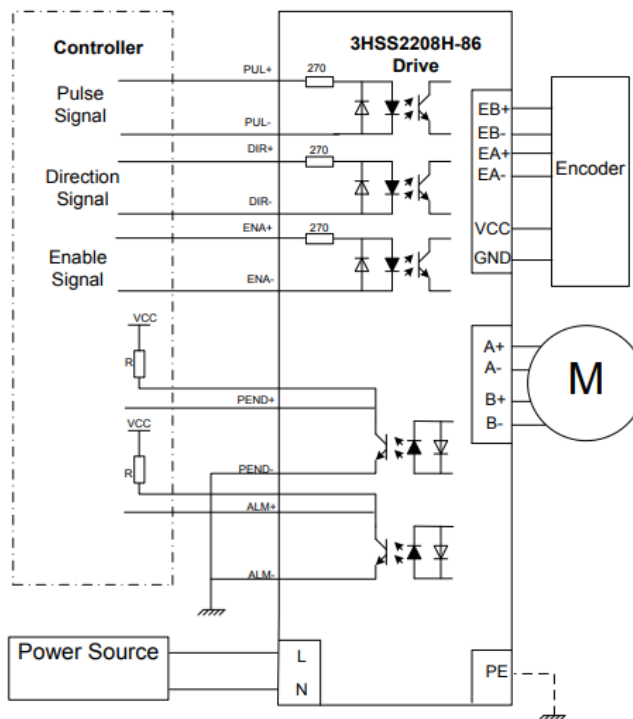 Controller
3HSS2208H-86
Drive
PUL+
270
Pulse
Signal
PUL-
DIR+
270
Direction
Signal
DIR-
ENA+
270
Enable
Signal
ENA-
EB+
EB-
EA+
EA-
VCC
GND
Encoder
VCC
R
PEND+
VCC
R
PEND-
ALM+
ALM-
A+
A-
B+
B-
M
Power Source
L
N
PE